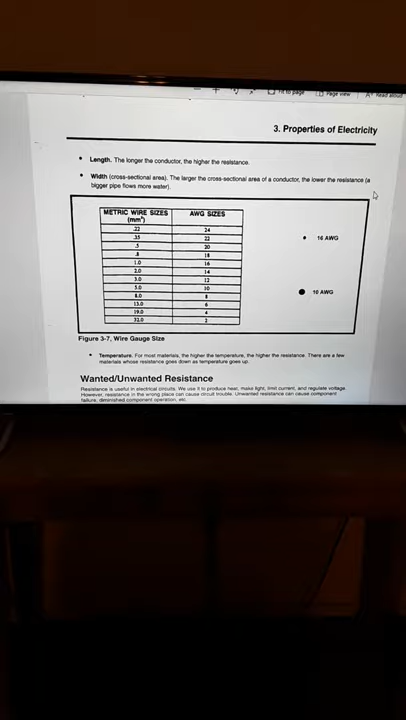 Fit to page
Page view
A Read aloud
3. Properties of Electricity
• Length. The longer the conductor, the higher the resistance.
• Width (cross-sectional area). The larger the cross-sectional area of a conductor, the lower the resistance (a
bigger pipe flows more water).
METRIC WIRE SIZES (mm²) AWG SIZES
.22 24
.35 22
.5 20
.8 18
1.0 16
2.0 14
3.0 12
5.0 10
8.0 8
13.0 6
19.0 4
32.0 2
16 AWG
10 AWG
Figure 3-7, Wire Gauge Size
• Temperature. For most materials, the higher the temperature, the higher the resistance. There are a few
materials whose resistance goes down as temperature goes up.
Wanted/Unwanted Resistance
Resistance is useful in electrical circuits. We use it to produce heat, make light, limit current, and regulate voltage.
However, resistance in the wrong place can cause circuit trouble. Unwanted resistance can cause component
failure, diminished component operation, etc.